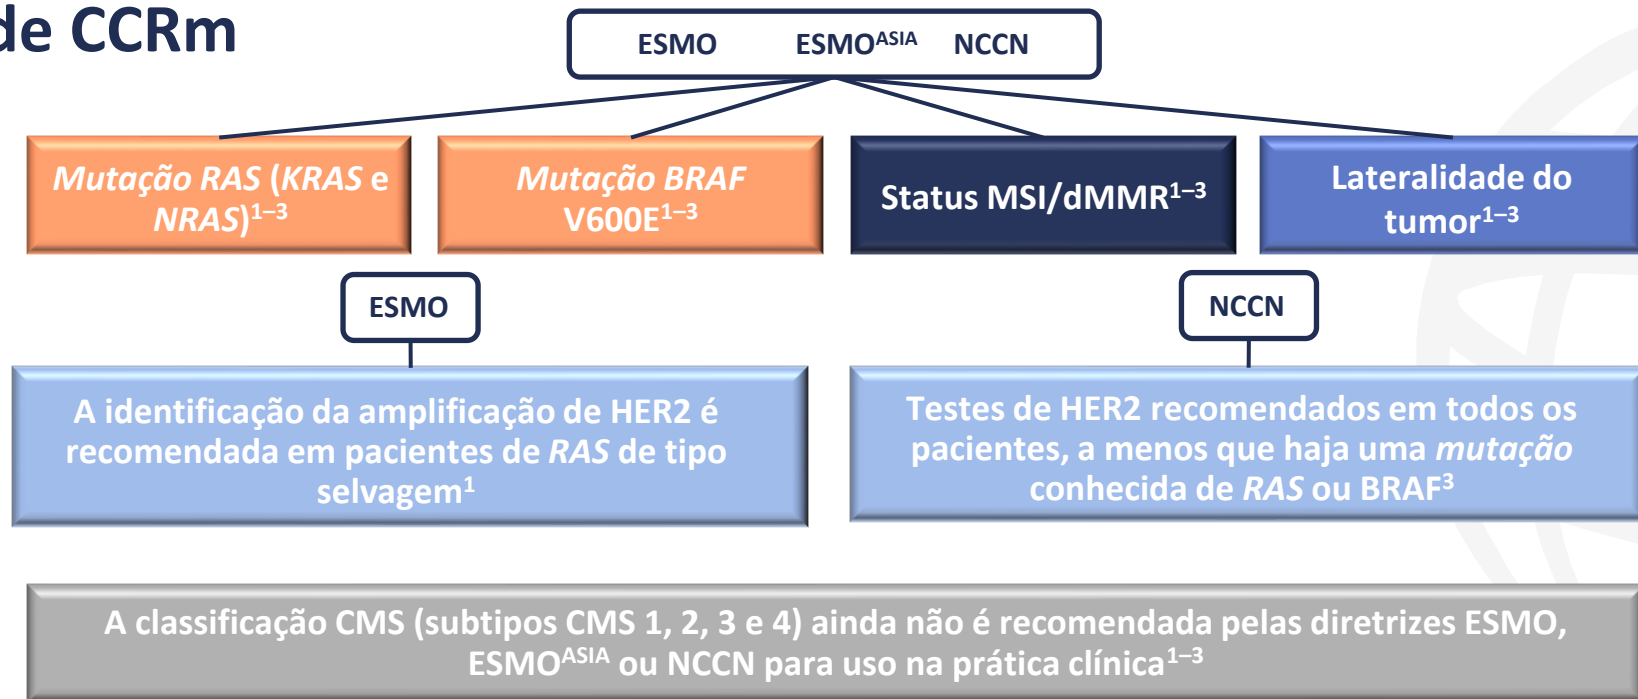 de CCRm
ESMO ESMO^ASIA NCCN
Mutação RAS (KRAS e
NRAS)¹⁻³
Mutação BRAF
V600E¹⁻³
Status MSI/dMMR¹⁻³
Lateralidade do
tumor¹⁻³
ESMO
A identificação da amplificação de HER2 é
recomendada em pacientes de RAS de tipo
selvagem¹
NCCN
Testes de HER2 recomendados em todos os
pacientes, a menos que haja uma mutação
conhecida de RAS ou BRAF³
A classificação CMS (subtipos CMS 1, 2, 3 e 4) ainda não é recomendada pelas diretrizes ESMO,
ESMO^ASIA ou NCCN para uso na prática clínica¹⁻³